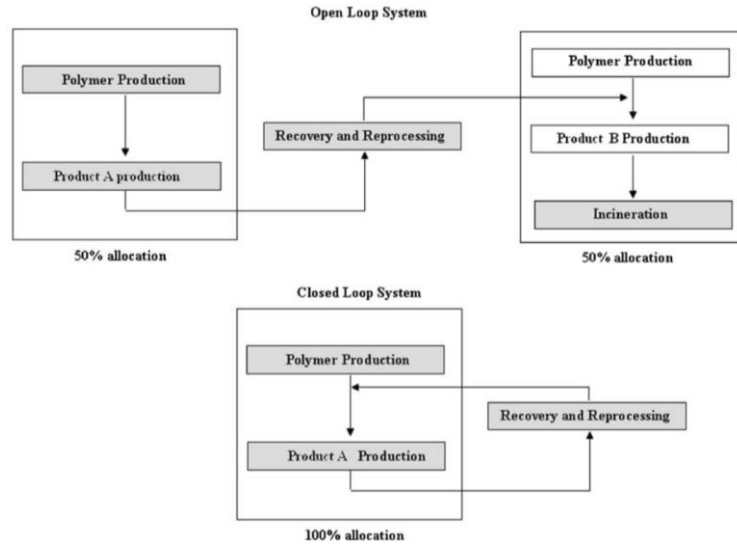 Open Loop System
Polymer Production
Product A production
50% allocation
Recovery and Reprocessing
Polymer Production
Product B Production
Incineration
50% allocation
Closed Loop System
Polymer Production
Product A Production
Recovery and Reprocessing
100% allocation